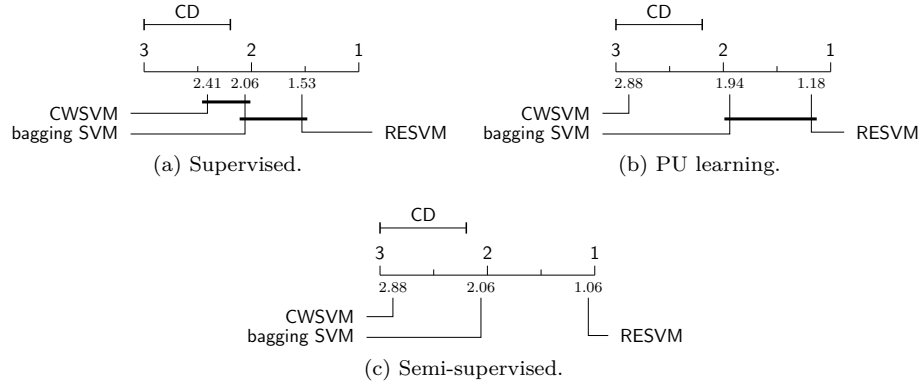 CD
3 2 1
2.41 2.06 1.53
CWSVM
bagging SVM
RESVM
(a) Supervised.
CD
3 2 1
2.88 1.94 1.18
CWSVM
bagging SVM
RESVM
(b) PU learning.
CD
3 2 1
2.88 2.06 1.06
CWSVM
bagging SVM
RESVM
(c) Semi-supervised.